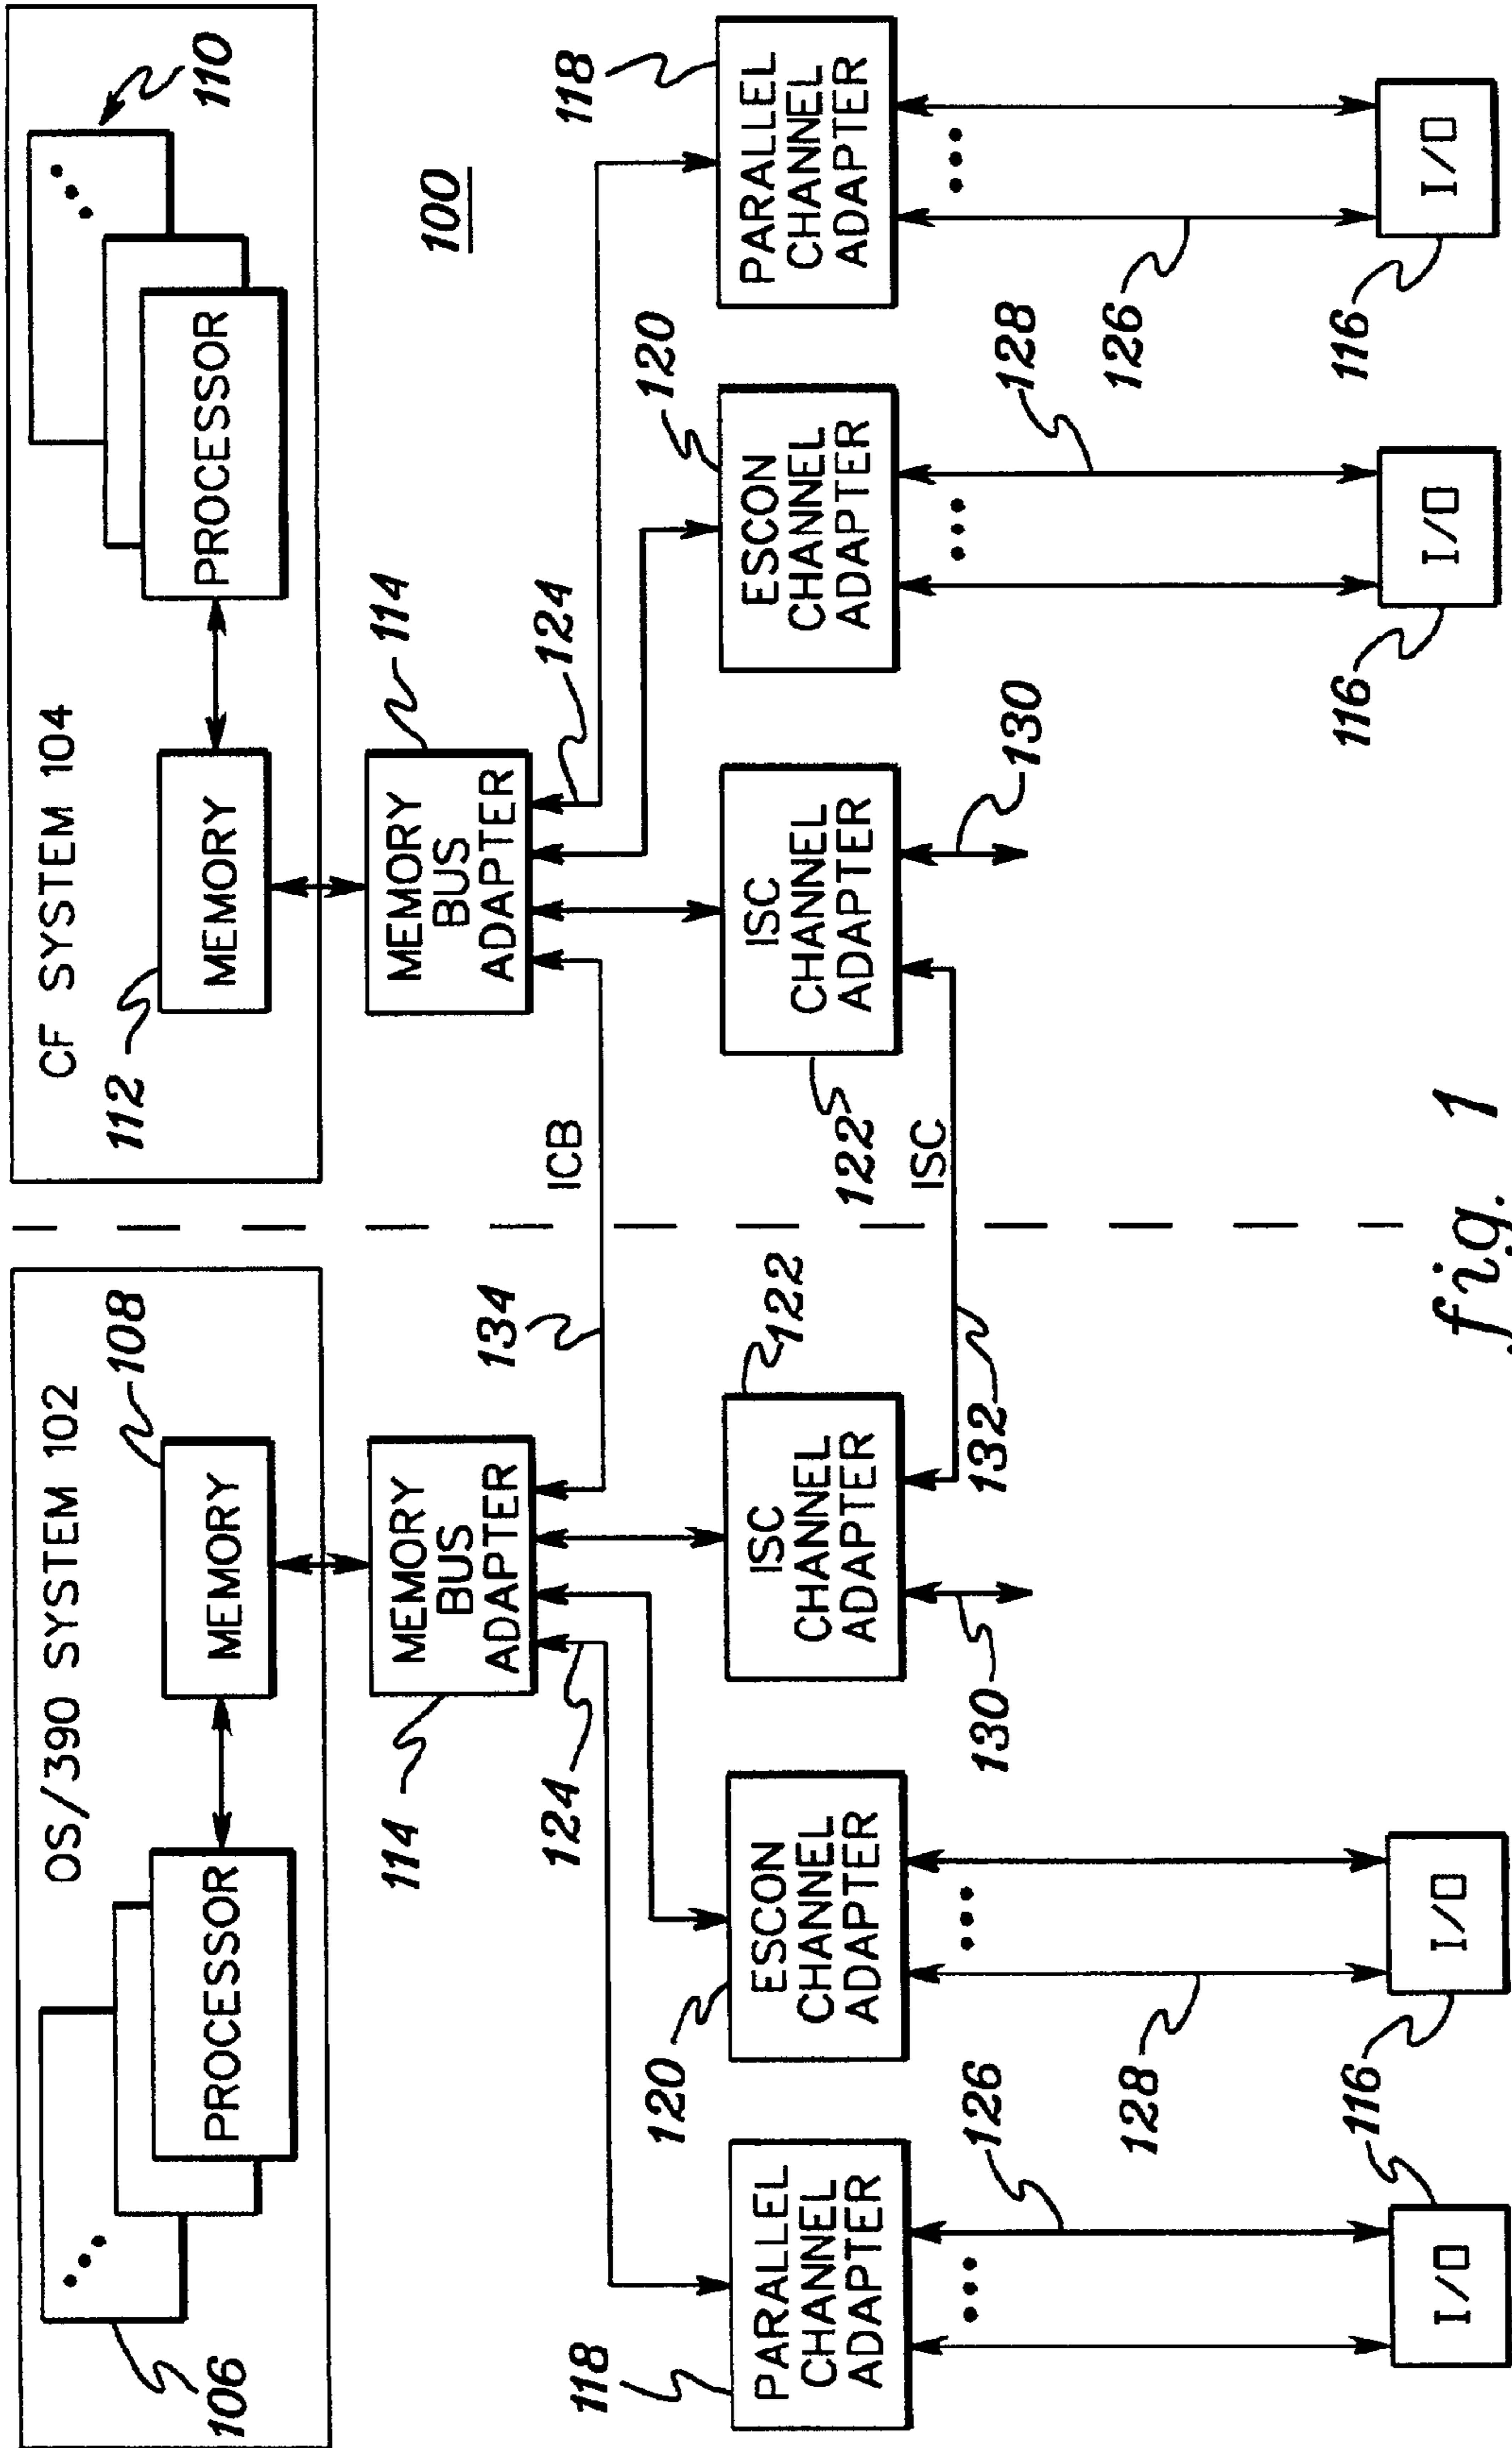 OS/390 SYSTEM 102
106
PROCESSOR
MEMORY
108
CF SYSTEM 104
112
MEMORY
PROCESSOR
110
114
MEMORY
BUS
ADAPTER
MEMORY
BUS
ADAPTER
114
100
124
134
ICB
124
118
120
122
122
120
118
PARALLEL
CHANNEL
ADAPTER
ESCON
CHANNEL
ADAPTER
ISC
CHANNEL
ADAPTER
ISC
CHANNEL
ADAPTER
ESCON
CHANNEL
ADAPTER
PARALLEL
CHANNEL
ADAPTER
ISC
126
130
132
130
128
128
126
116
116
116
116
I/O
I/O
I/O
I/O
fig. 1